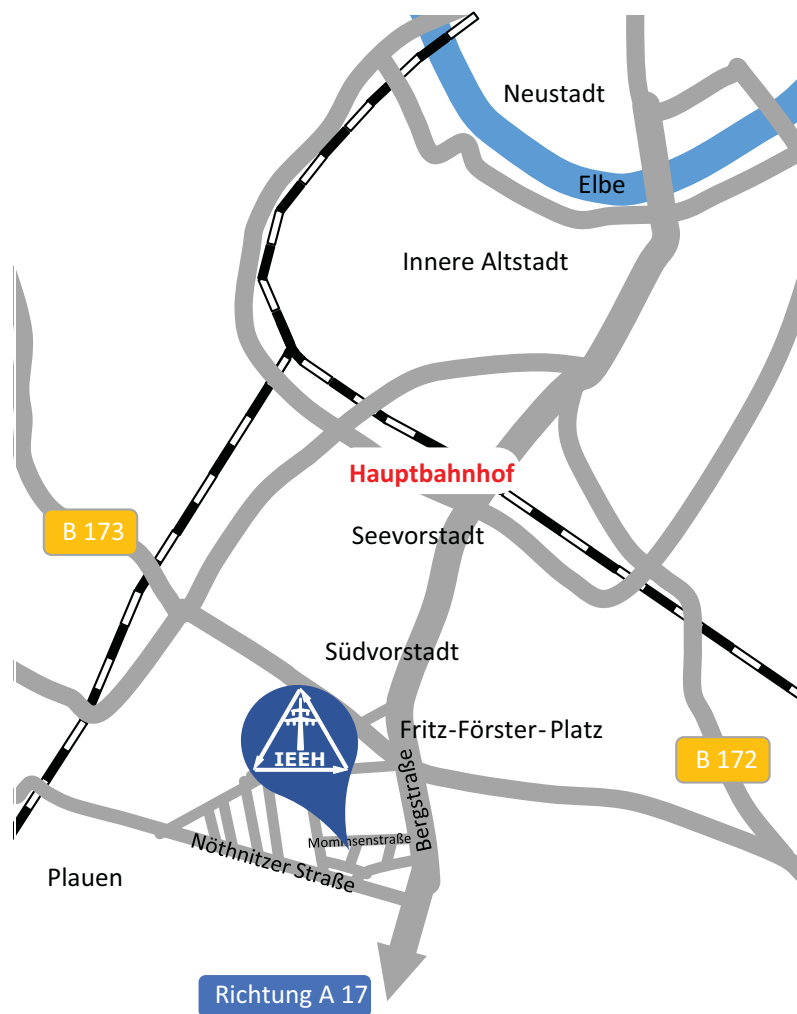 Neustadt
Elbe
Innere Altstadt
Hauptbahnhof
B 173
Seevorstadt
Südvorstadt
Fritz-Förster-Platz
IEEH
B 172
Bergstraße
Mommsenstraße
Nöthnitzer Straße
Plauen
Richtung A 17